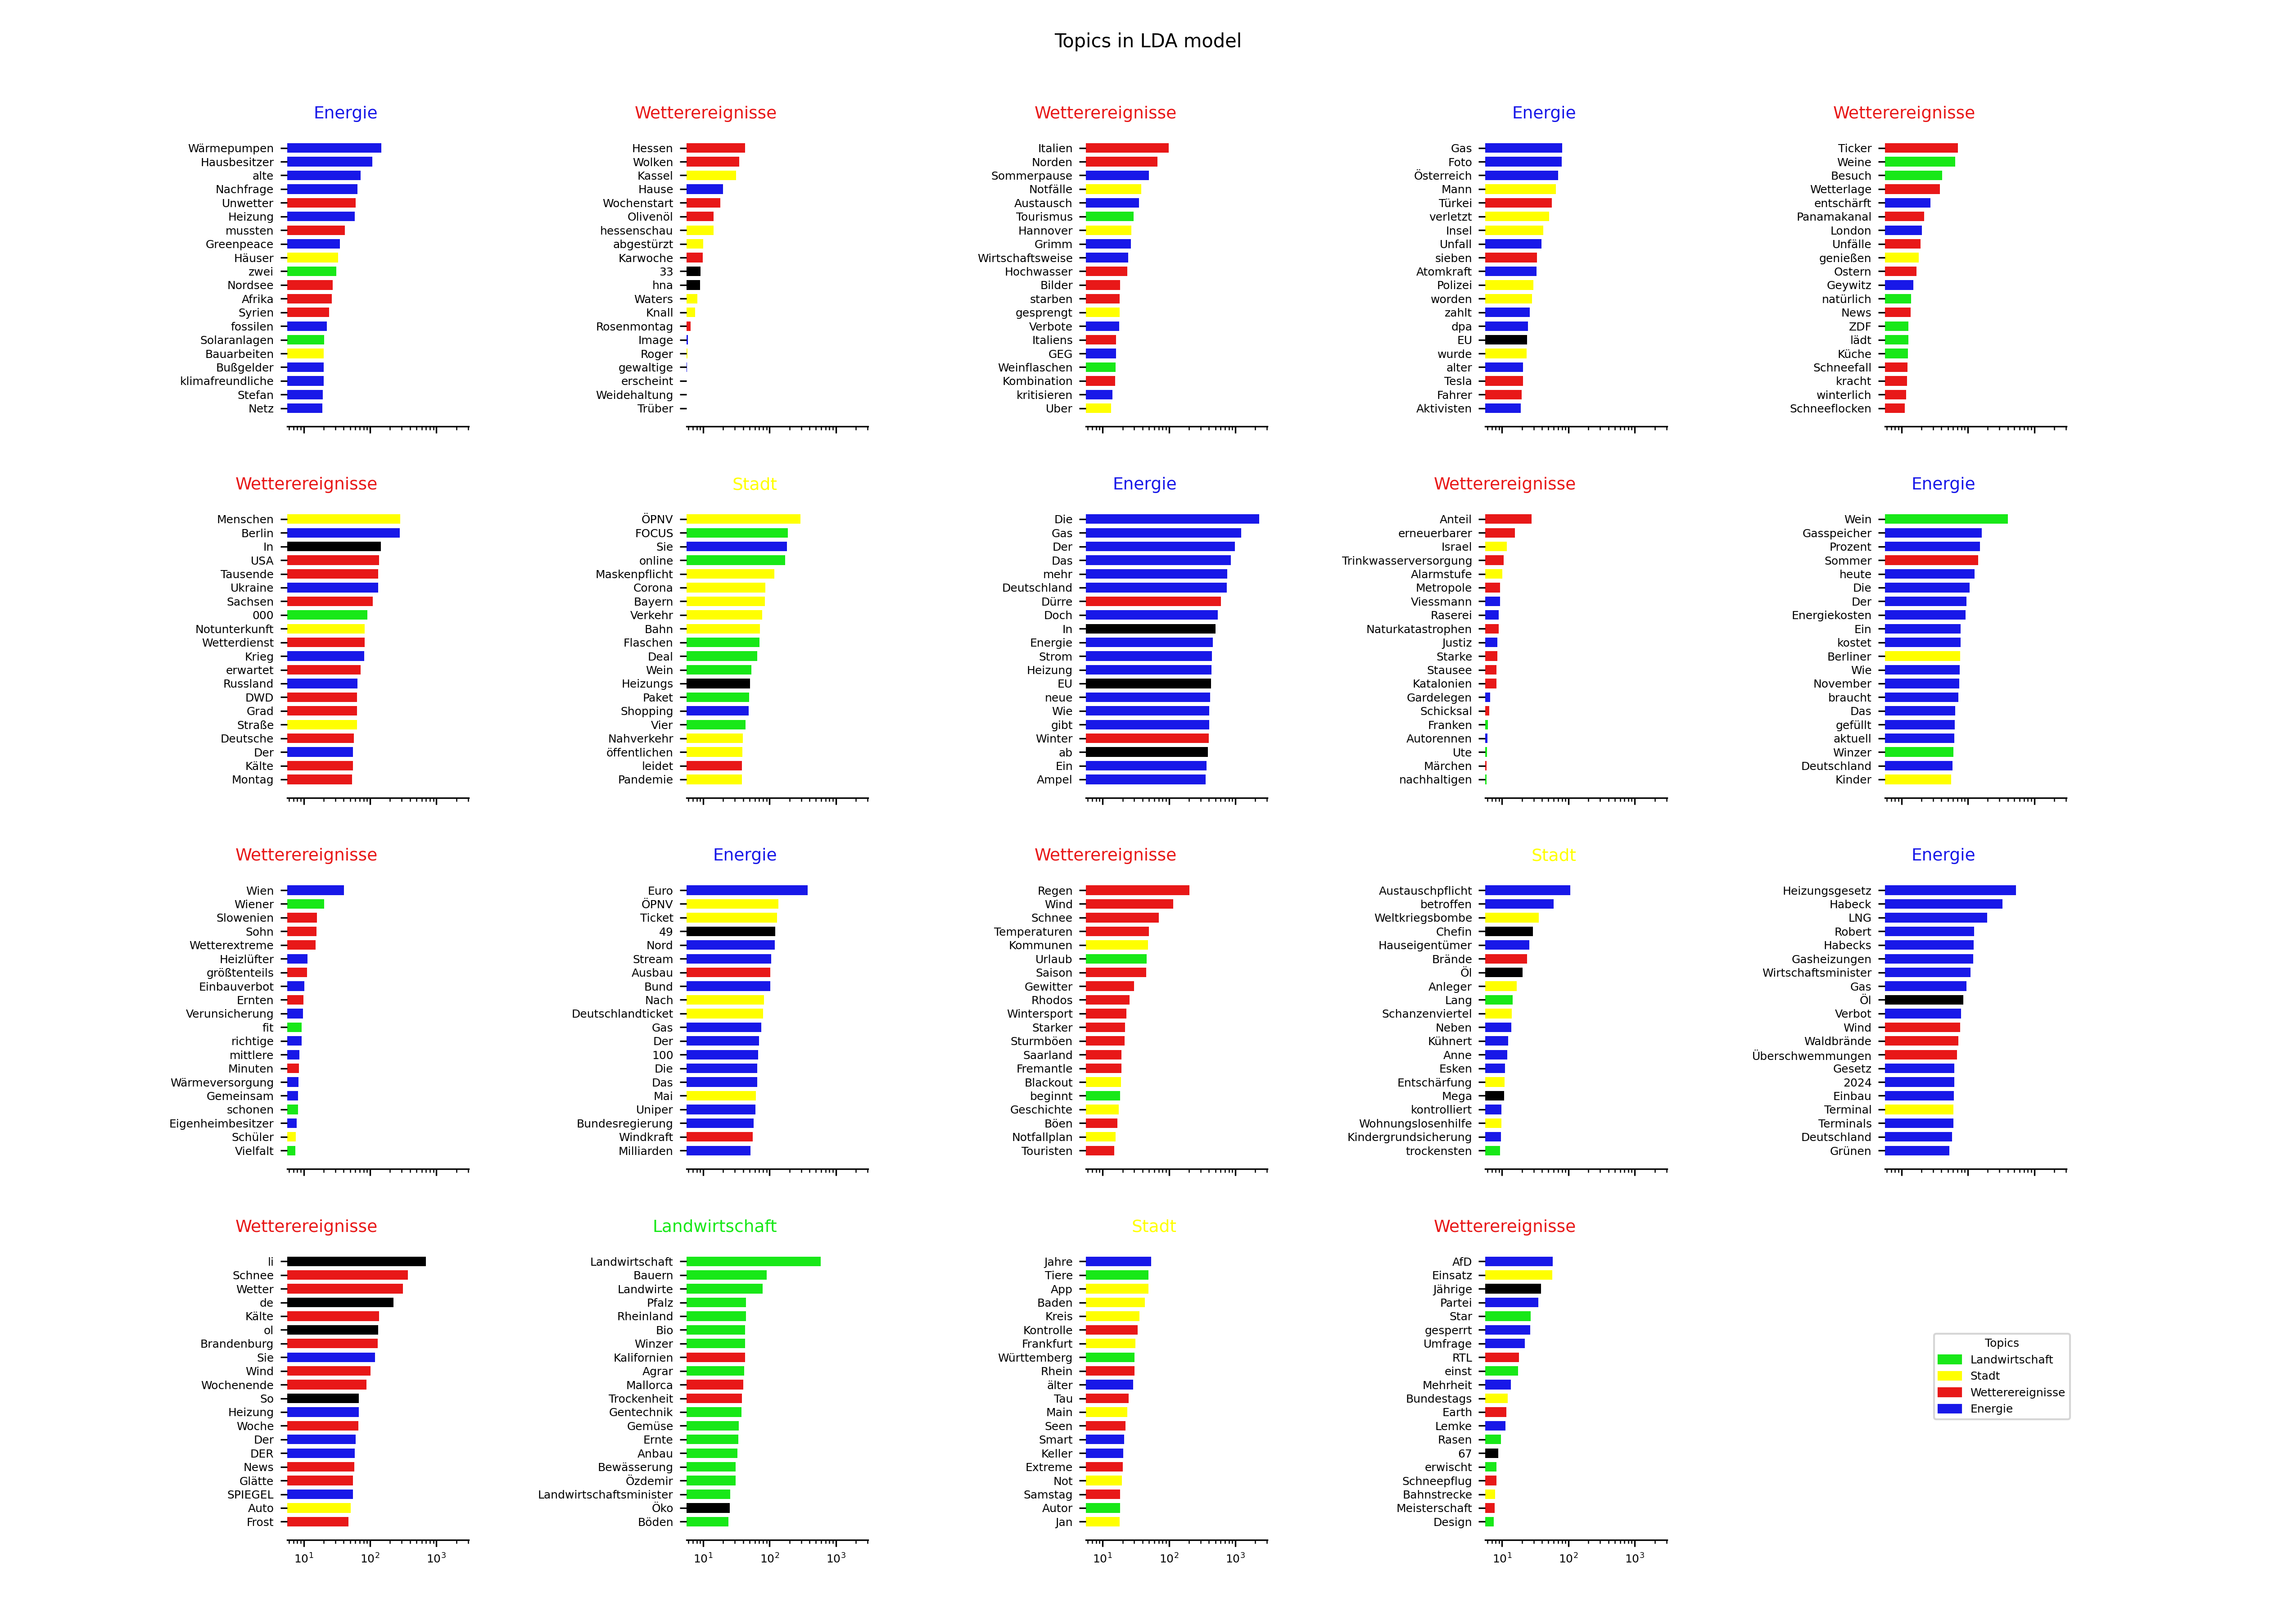 Topics in LDA model
Energie
Wärmepumpen
Hausbesitzer
alte
Nachfrage
Unwetter
Heizung
mussten
Greenpeace
Häuser
zwei
Nordsee
Afrika
Syrien
fossilen
Solaranlagen
Bauarbeiten
Bußgelder
klimafreundliche
Stefan
Netz
Wetterereignisse
Hessen
Wolken
Kassel
Hause
Wochenstart
Olivenöl
hessenschau
abgestürzt
Karwoche
33
hna
Waters
Knall
Rosenmontag
Image
Roger
gewaltige
erscheint
Weidehaltung
Trüber
Wetterereignisse
Italien
Norden
Sommerpause
Notfälle
Austausch
Tourismus
Hannover
Grimm
Wirtschaftsweise
Hochwasser
Bilder
starben
gesprengt
Verbote
Italiens
GEG
Weinflaschen
Kombination
kritisieren
Uber
Energie
Gas
Foto
Österreich
Mann
Türkei
verletzt
Insel
Unfall
sieben
Atomkraft
Polizei
worden
zahlt
dpa
EU
wurde
alter
Tesla
Fahrer
Aktivisten
Wetterereignisse
Ticker
Weine
Besuch
Wetterlage
entschärft
Panamakanal
London
Unfälle
genießen
Ostern
Geywitz
natürlich
News
ZDF
lädt
Küche
Schneefall
kracht
winterlich
Schneeflocken
Wetterereignisse
Menschen
Berlin
In
USA
Tausende
Ukraine
Sachsen
000
Notunterkunft
Wetterdienst
Krieg
erwartet
Russland
DWD
Grad
Straße
Deutsche
Der
Kälte
Montag
Stadt
ÖPNV
FOCUS
Sie
online
Maskenpflicht
Corona
Bayern
Verkehr
Bahn
Flaschen
Deal
Wein
Heizungs
Paket
Shopping
Vier
Nahverkehr
öffentlichen
leidet
Pandemie
Energie
Die
Gas
Der
Das
mehr
Deutschland
Dürre
Doch
In
Energie
Strom
Heizung
EU
neue
Wie
gibt
Winter
ab
Ein
Ampel
Wetterereignisse
Anteil
erneuerbarer
Israel
Trinkwasserversorgung
Alarmstufe
Metropole
Viessmann
Raserei
Naturkatastrophen
Justiz
Starke
Stausee
Katalonien
Gardelegen
Schicksal
Franken
Autorennen
Ute
Märchen
nachhaltigen
Energie
Wein
Gasspeicher
Prozent
Sommer
heute
Die
Der
Energiekosten
Ein
kostet
Berliner
Wie
November
braucht
Das
gefüllt
aktuell
Winzer
Deutschland
Kinder
Wetterereignisse
Wien
Wiener
Slowenien
Sohn
Wetterextreme
Heizlüfter
größtenteils
Einbauverbot
Ernten
Verunsicherung
fit
richtige
mittlere
Minuten
Wärmeversorgung
Gemeinsam
schonen
Eigenheimbesitzer
Schüler
Vielfalt
Energie
Euro
ÖPNV
Ticket
49
Nord
Stream
Ausbau
Bund
Nach
Deutschlandticket
Gas
Der
100
Die
Das
Mai
Uniper
Bundesregierung
Windkraft
Milliarden
Wetterereignisse
Regen
Wind
Schnee
Temperaturen
Kommunen
Urlaub
Saison
Gewitter
Rhodos
Wintersport
Starker
Sturmböen
Saarland
Fremantle
Blackout
beginnt
Geschichte
Böen
Notfallplan
Touristen
Stadt
Austauschpflicht
betroffen
Weltkriegsbombe
Chefin
Hauseigentümer
Brände
Öl
Anleger
Lang
Schanzenviertel
Neben
Kühnert
Anne
Esken
Entschärfung
Mega
kontrolliert
Wohnungslosenhilfe
Kindergrundsicherung
trockensten
Energie
Heizungsgesetz
Habeck
LNG
Robert
Habecks
Gasheizungen
Wirtschaftsminister
Gas
Öl
Verbot
Wind
Waldbrände
Überschwemmungen
Gesetz
2024
Einbau
Terminal
Terminals
Deutschland
Grünen
Wetterereignisse
li
Schnee
Wetter
de
Kälte
ol
Brandenburg
Sie
Wind
Wochenende
So
Heizung
Woche
Der
DER
News
Glätte
SPIEGEL
Auto
Frost
10¹ 10² 10³
Landwirtschaft
Landwirtschaft
Bauern
Landwirte
Pfalz
Rheinland
Bio
Winzer
Kalifornien
Agrar
Mallorca
Trockenheit
Gentechnik
Gemüse
Ernte
Anbau
Bewässerung
Özdemir
Landwirtschaftsminister
Öko
Böden
10¹ 10² 10³
Stadt
Jahre
Tiere
App
Baden
Kreis
Kontrolle
Frankfurt
Württemberg
Rhein
älter
Tau
Main
Seen
Smart
Keller
Extreme
Not
Samstag
Autor
Jan
10¹ 10² 10³
Wetterereignisse
AfD
Einsatz
Jährige
Partei
Star
gesperrt
Umfrage
RTL
einst
Mehrheit
Bundestags
Earth
Lemke
Rasen
67
erwischt
Schneepflug
Bahnstrecke
Meisterschaft
Design
10¹ 10² 10³
Topics
Landwirtschaft
Stadt
Wetterereignisse
Energie